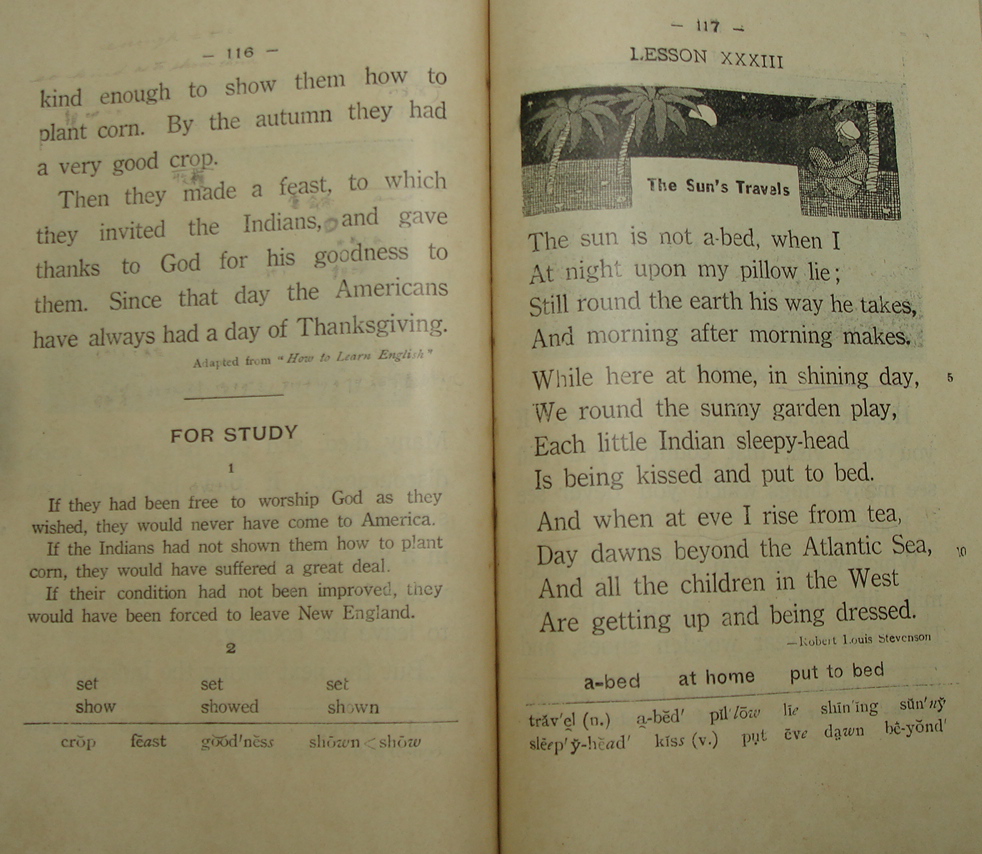 — 116 —
kind enough to show them how to
plant corn. By the autumn they had
a very good crop.
Then they made a feast, to which
they invited the Indians, and gave
thanks to God for his goodness to
them. Since that day the Americans
have always had a day of Thanksgiving.
Adapted from "How to Learn English"
FOR STUDY
1
If they had been free to worship God as they
wished, they would never have come to America.
If the Indians had not shown them how to plant
corn, they would have suffered a great deal.
If their condition had not been improved, they
would have been forced to leave New England.
2
set set set
show showed shown
crŏp fēast gŏŏd'nĕss shōwn < shōw
— 117 —
LESSON XXXIII
The Sun's Travels
The sun is not a-bed, when I
At night upon my pillow lie;
Still round the earth his way he takes,
And morning after morning makes.
While here at home, in shining day, 5
We round the sunny garden play,
Each little Indian sleepy-head
Is being kissed and put to bed.
And when at eve I rise from tea,
Day dawns beyond the Atlantic Sea, 10
And all the children in the West
Are getting up and being dressed.
—Robert Louis Stevenson
a-bed at home put to bed
trăv'ẹl (n.) ạ-bĕd' pĭl'lōw līe shīn'ing sŭn'ny̆
slēep'y̆-hĕad' kĭss (v.) pụt ēve dạwn bê-yŏnd'